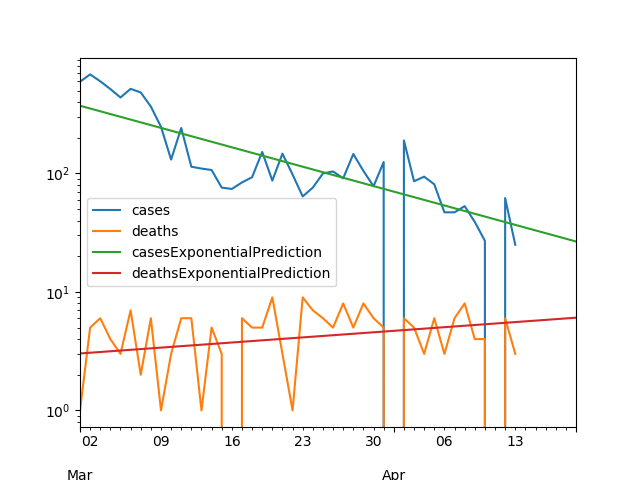 10²
10¹
10⁰
cases
deaths
casesExponentialPrediction
deathsExponentialPrediction
02 09 16 23 30 06 13
Mar Apr